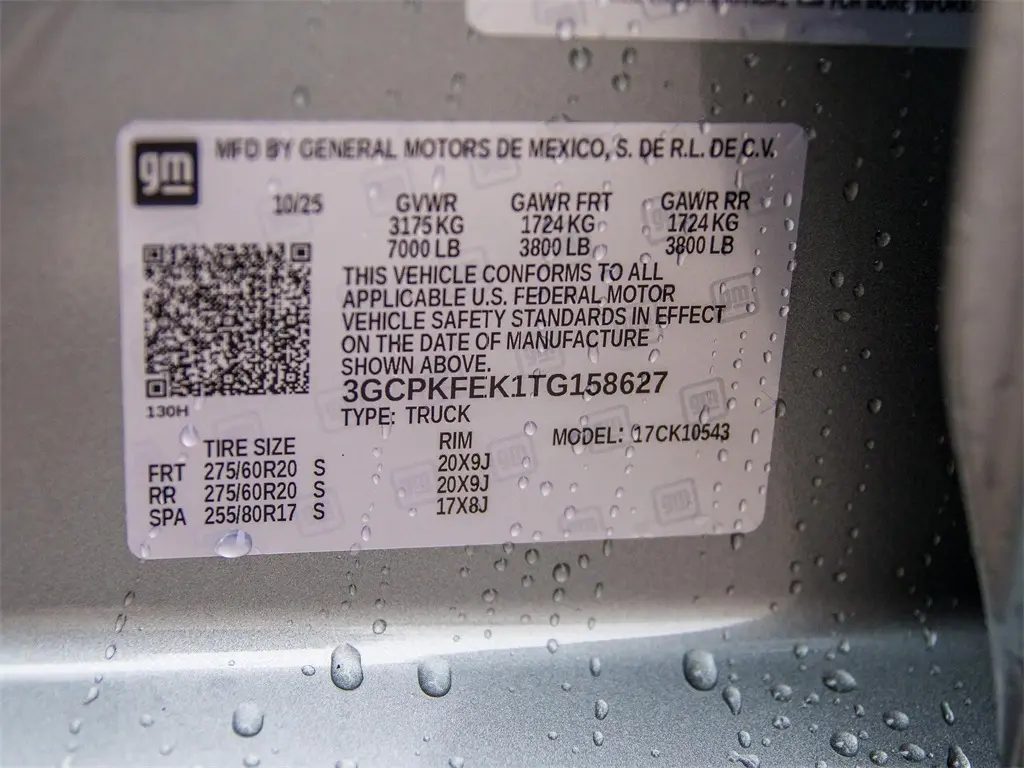 gm
MFD BY GENERAL MOTORS DE MEXICO, S. DE R.L. DE C.V.
10/25 GVWR GAWR FRT GAWR RR
3175 KG 1724 KG 1724 KG
7000 LB 3800 LB 3800 LB
THIS VEHICLE CONFORMS TO ALL
APPLICABLE U.S. FEDERAL MOTOR
VEHICLE SAFETY STANDARDS IN EFFECT
ON THE DATE OF MANUFACTURE
SHOWN ABOVE.
3GCPKFEK1TG158627
130H
TYPE: TRUCK
TIRE SIZE RIM MODEL: 17CK10543
FRT 275/60R20 S 20X9J
RR 275/60R20 S 20X9J
SPA 255/80R17 S 17X8J